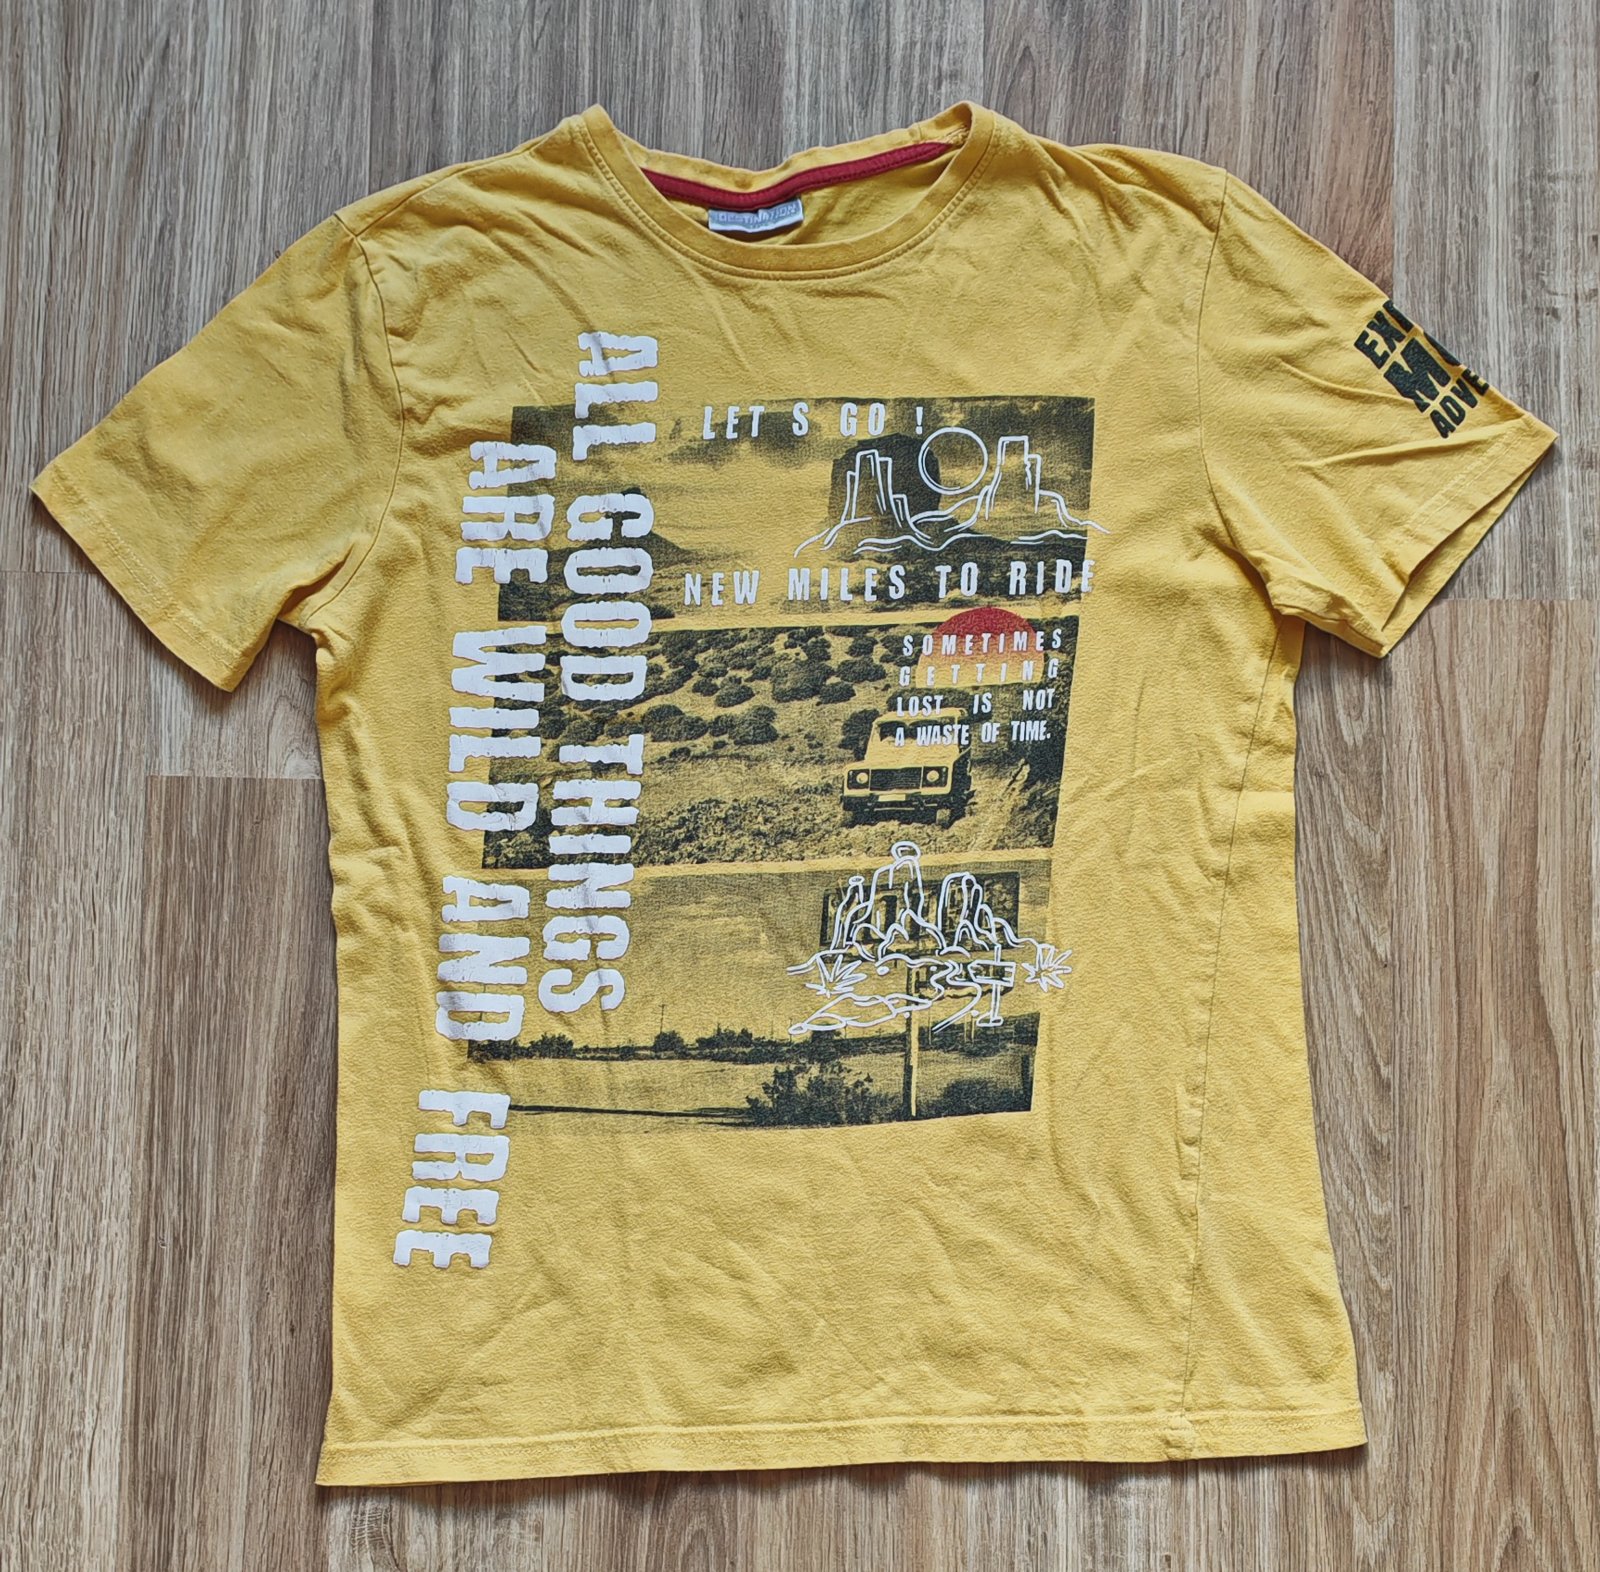 DESTINATION
ALL GOOD THINGS
ARE WILD AND FREE
LET'S GO !
NEW MILES TO RIDE
SOMETIMES
GETTING
LOST IS NOT
A WASTE OF TIME.